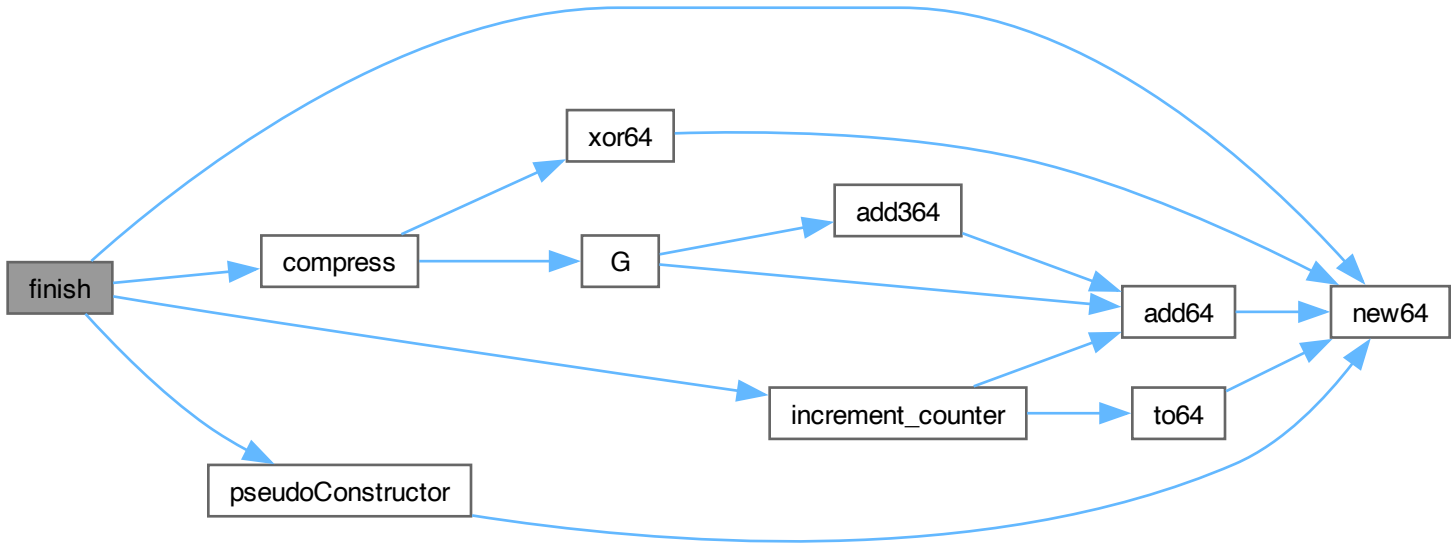 xor64
add364
compress
G
finish
add64
new64
increment_counter
to64
pseudoConstructor